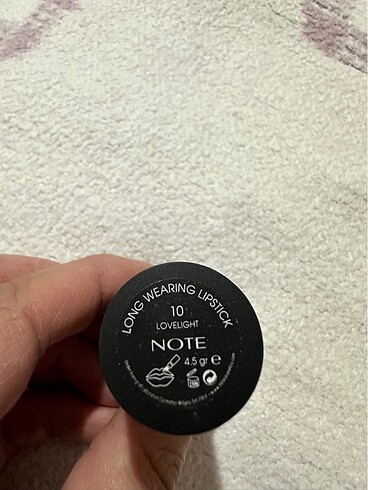 LONG WEARING LIPSTICK
10
LOVELIGHT
NOTE
4.5 gr e